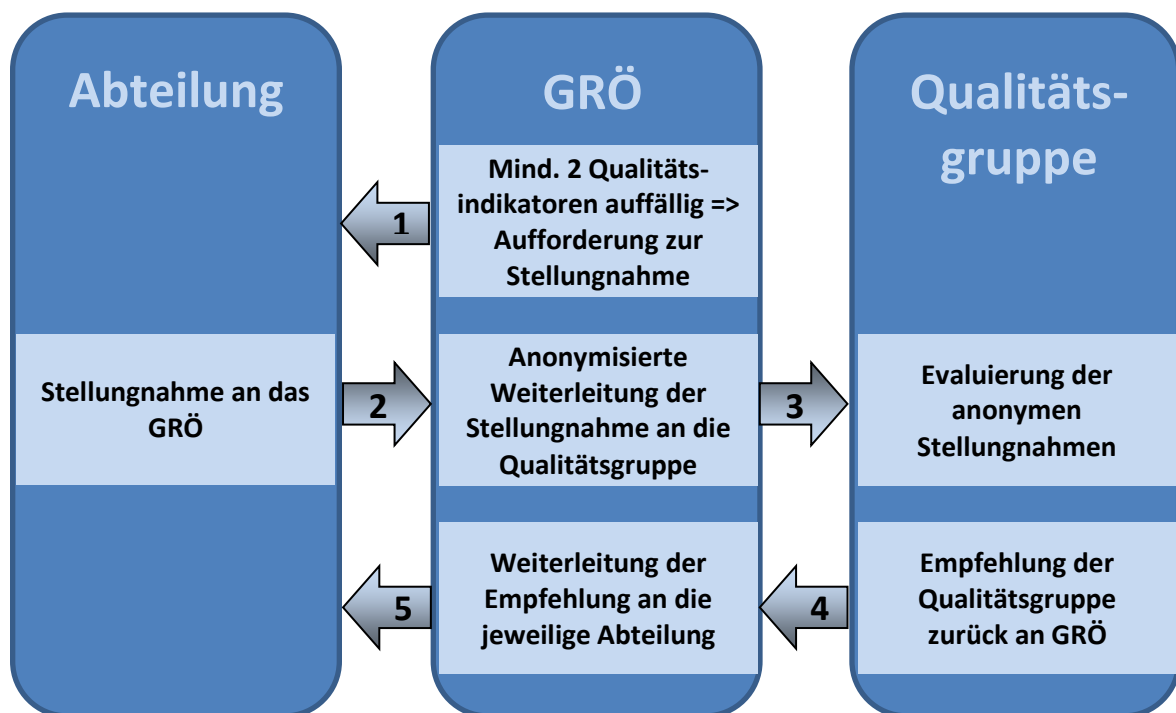 Abteilung
GRÖ
Qualitäts-
gruppe
Mind. 2 Qualitäts-
indikatoren auffällig =>
Aufforderung zur
Stellungnahme
1
Stellungnahme an das
GRÖ
2
Anonymisierte
Weiterleitung der
Stellungnahme an die
Qualitätsgruppe
3
Evaluierung der
anonymen
Stellungnahmen
Empfehlung der
Qualitätsgruppe
zurück an GRÖ
4
Weiterleitung der
Empfehlung an die
jeweilige Abteilung
5